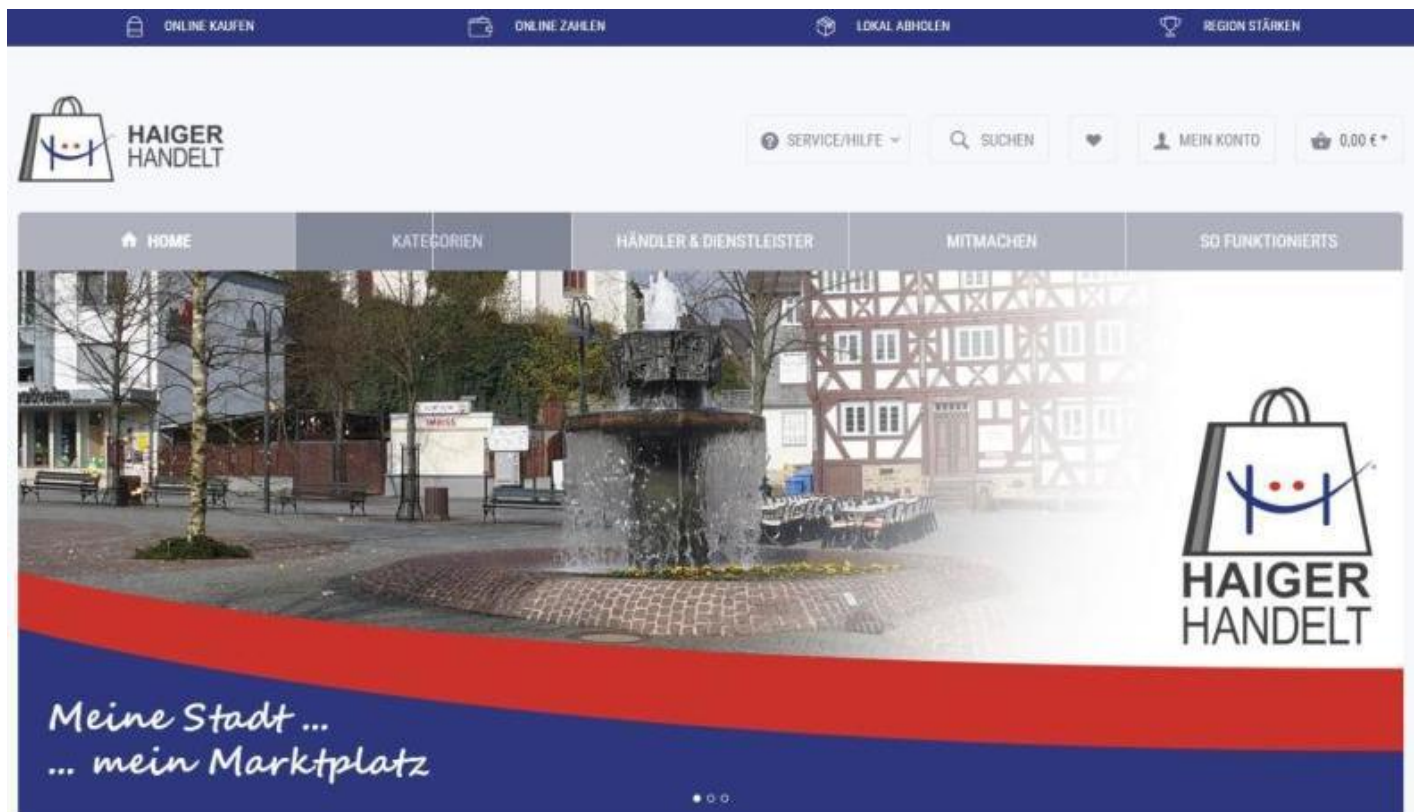 ONLINE KAUFEN
ONLINE ZAHLEN
LOKAL ABHOLEN
REGION STÄRKEN
HAIGER
HANDELT
SERVICE/HILFE
SUCHEN
MEIN KONTO
0,00 € *
HOME
KATEGORIEN
HÄNDLER & DIENSTLEISTER
MITMACHEN
SO FUNKTIONIERTS
IMBISS
HAIGER
HANDELT
Meine Stadt ...
... mein Marktplatz